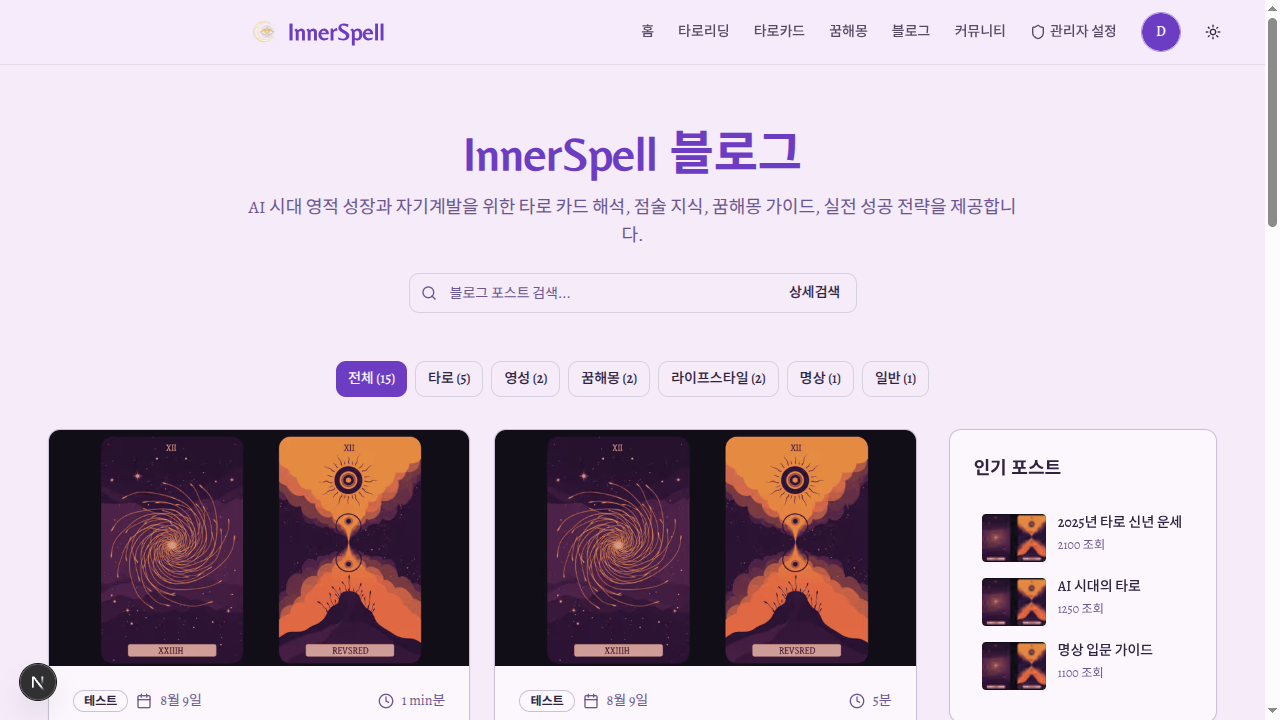 InnerSpell
홈 타로리딩 타로카드 꿈해몽 블로그 커뮤니티 관리자 설정 D
InnerSpell 블로그
AI 시대 영적 성장과 자기계발을 위한 타로 카드 해석, 점술 지식, 꿈해몽 가이드, 실전 성공 전략을 제공합니
다.
블로그 포스트 검색... 상세검색
전체 (15) 타로 (5) 영성 (2) 꿈해몽 (2) 라이프스타일 (2) 명상 (1) 일반 (1)
XII XII
XXIIIH REVSRED
테스트 8월 9일 1 min분
XII XII
XXIIIH REVSRED
테스트 8월 9일 5분
인기 포스트
2025년 타로 신년 운세
2100 조회
AI 시대의 타로
1250 조회
명상 입문 가이드
1100 조회
N